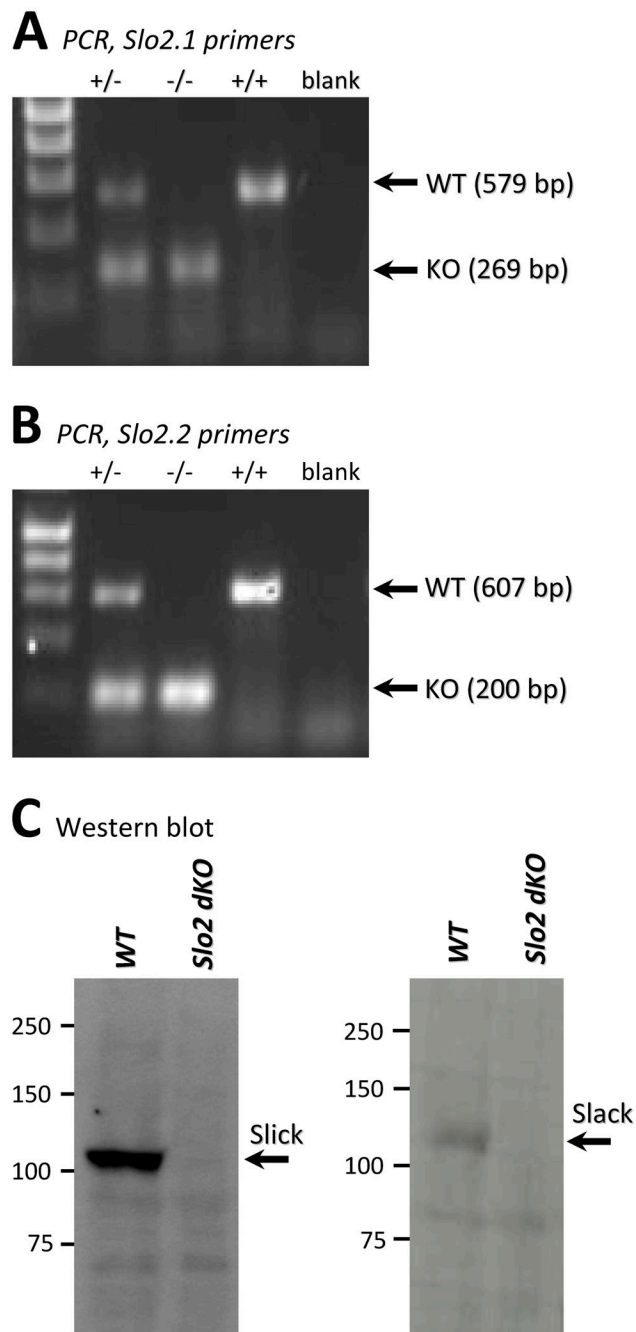 A PCR, Slo2.1 primers
+/- -/- +/+ blank
WT (579 bp)
KO (269 bp)
B PCR, Slo2.2 primers
+/- -/- +/+ blank
WT (607 bp)
KO (200 bp)
C Western blot
WT Slo2 dKO
250
150
100
75
Slick
WT Slo2 dKO
250
150
100
75
Slack